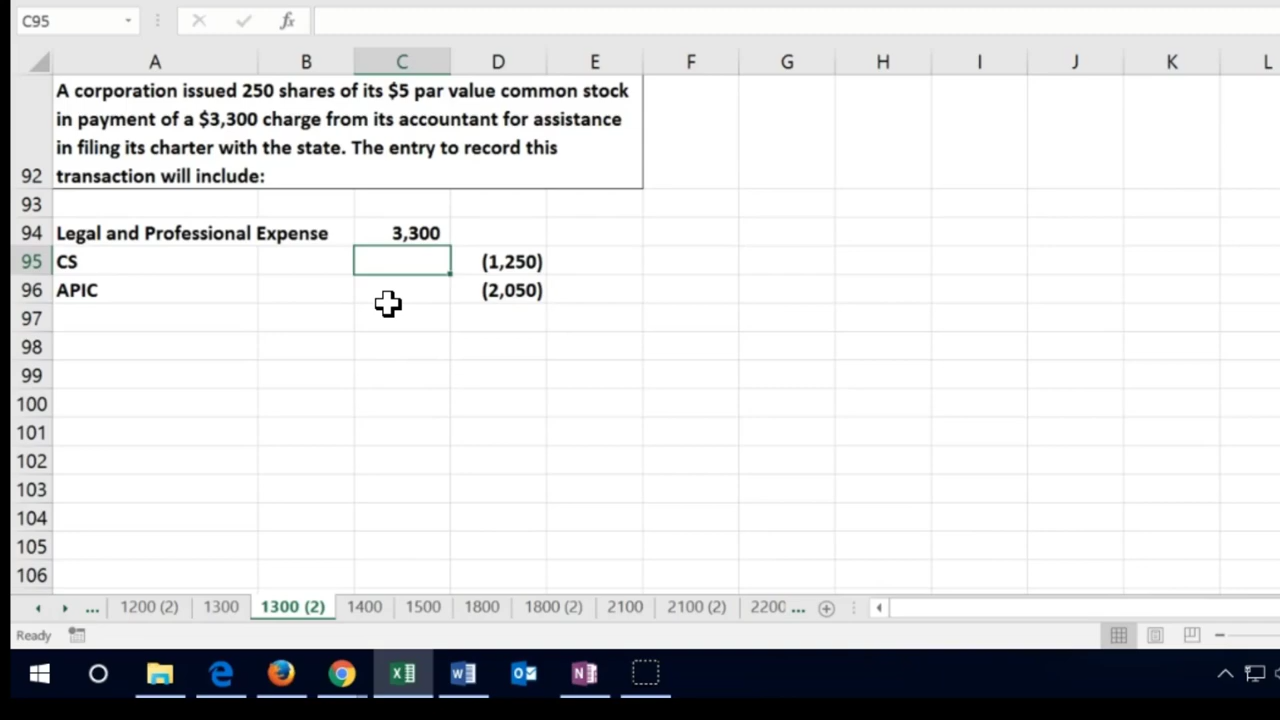 C95
fx
A B C D E F G H I J K L
A corporation issued 250 shares of its $5 par value common stock
in payment of a $3,300 charge from its accountant for assistance
in filing its charter with the state. The entry to record this
92 transaction will include:
93
94 Legal and Professional Expense 3,300
95 CS (1,250)
96 APIC (2,050)
97
98
99
100
101
102
103
104
105
106
... 1200 (2) 1300 1300 (2) 1400 1500 1800 1800 (2) 2100 2100 (2) 2200 ...
Ready